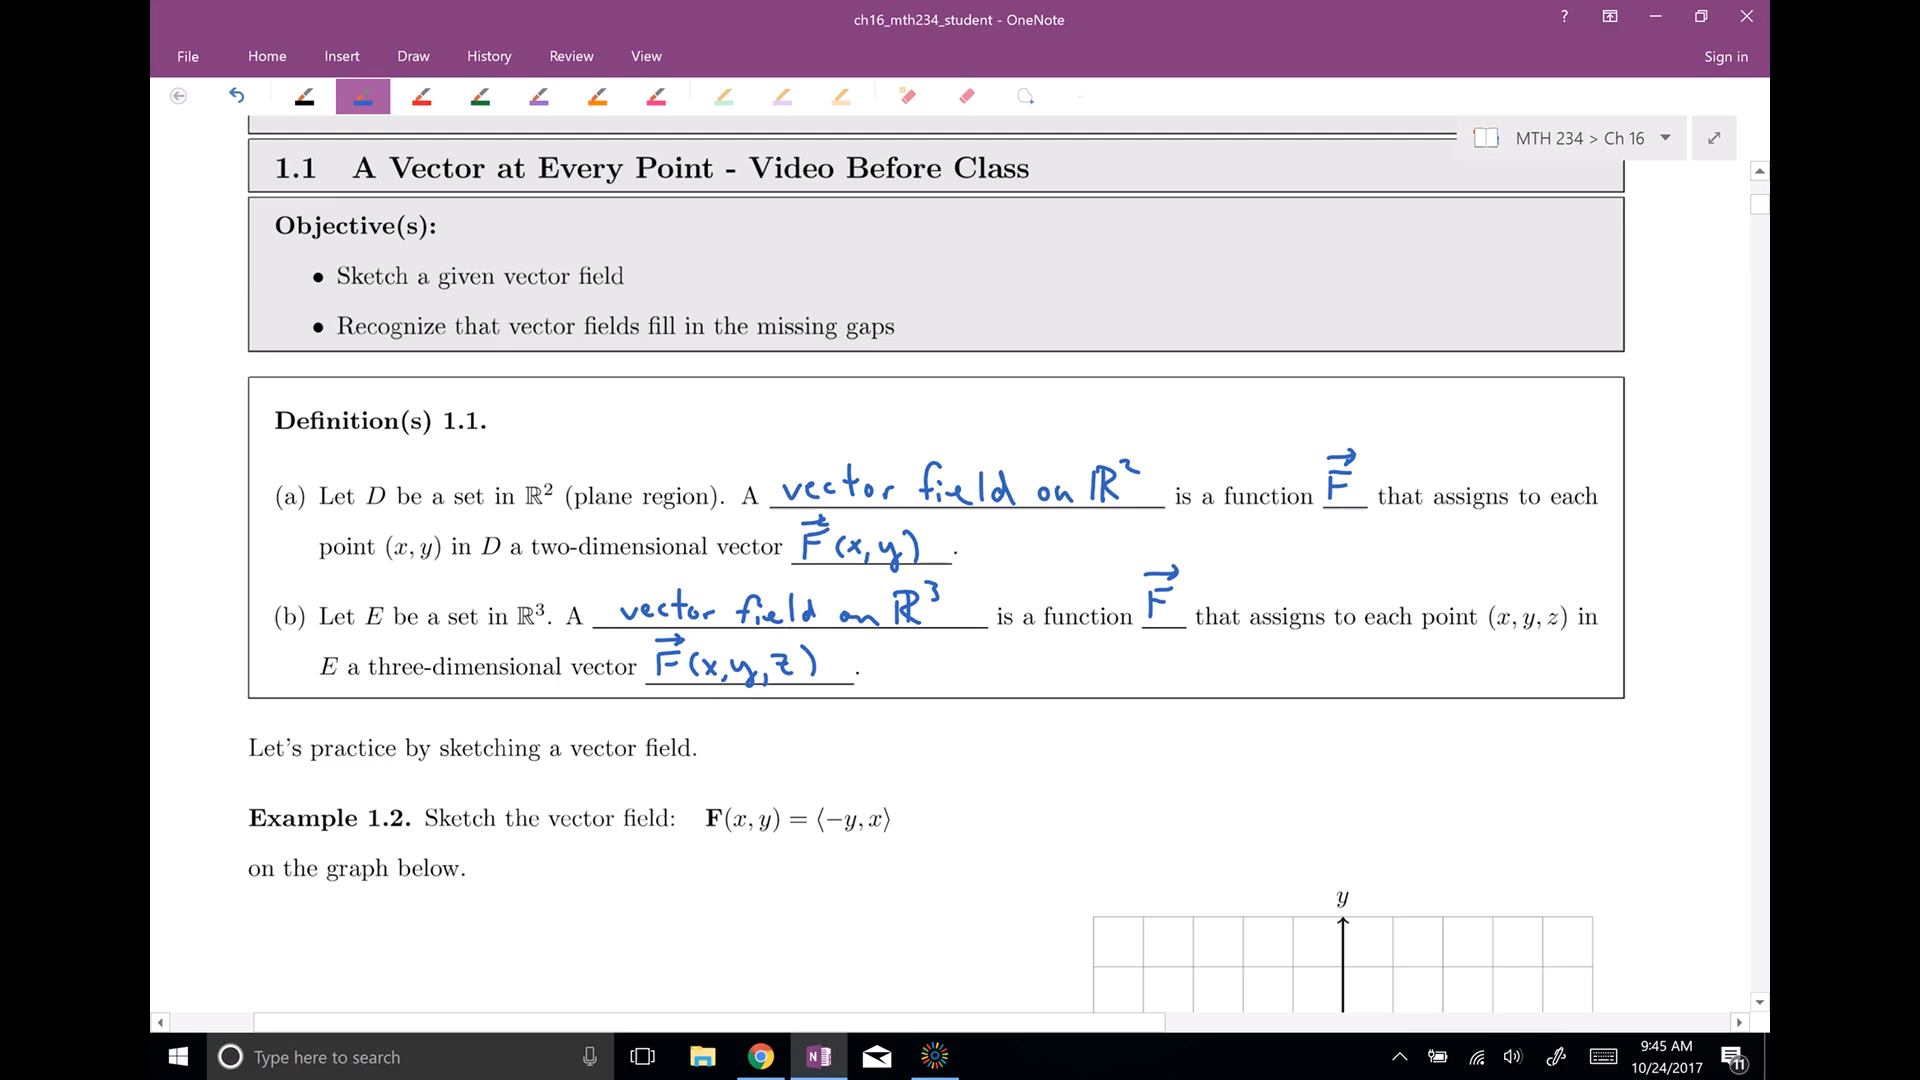 ch16_mth234_student - OneNote
?
File Home Insert Draw History Review View Sign in
MTH 234 > Ch 16
1.1 A Vector at Every Point - Video Before Class
Objective(s):
• Sketch a given vector field
• Recognize that vector fields fill in the missing gaps
Definition(s) 1.1.
(a) Let D be a set in ℝ² (plane region). A vector field on ℝ² is a function F⃗ that assigns to each
point (x, y) in D a two-dimensional vector F⃗(x,y).
(b) Let E be a set in ℝ³. A vector field on ℝ³ is a function F⃗ that assigns to each point (x, y, z) in
E a three-dimensional vector F⃗(x,y,z).
Let's practice by sketching a vector field.
Example 1.2. Sketch the vector field: F(x, y) = ⟨−y, x⟩
on the graph below.
y
Type here to search
9:45 AM
10/24/2017
11